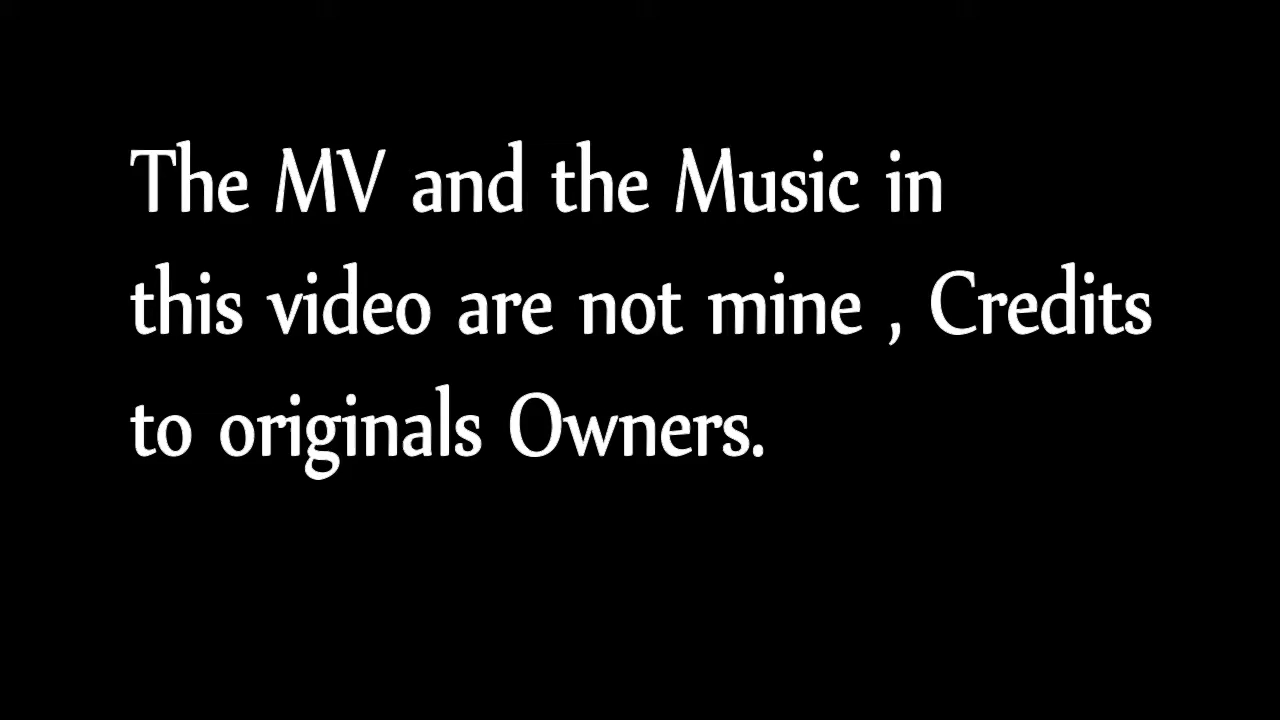 The MV and the Music in
this video are not mine , Credits
to originals Owners.